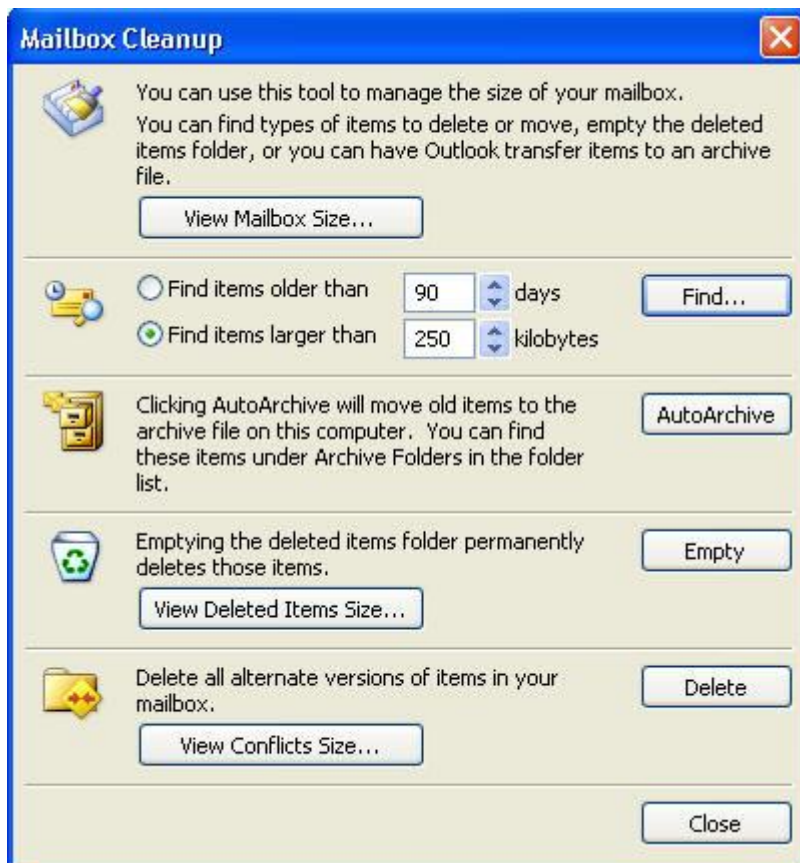 Mailbox Cleanup
You can use this tool to manage the size of your mailbox.
You can find types of items to delete or move, empty the deleted
items folder, or you can have Outlook transfer items to an archive
file.
View Mailbox Size...
Find items older than 90 days Find...
Find items larger than 250 kilobytes
Clicking AutoArchive will move old items to the AutoArchive
archive file on this computer.  You can find
these items under Archive Folders in the folder
list.
Emptying the deleted items folder permanently Empty
deletes those items.
View Deleted Items Size...
Delete all alternate versions of items in your Delete
mailbox.
View Conflicts Size...
Close